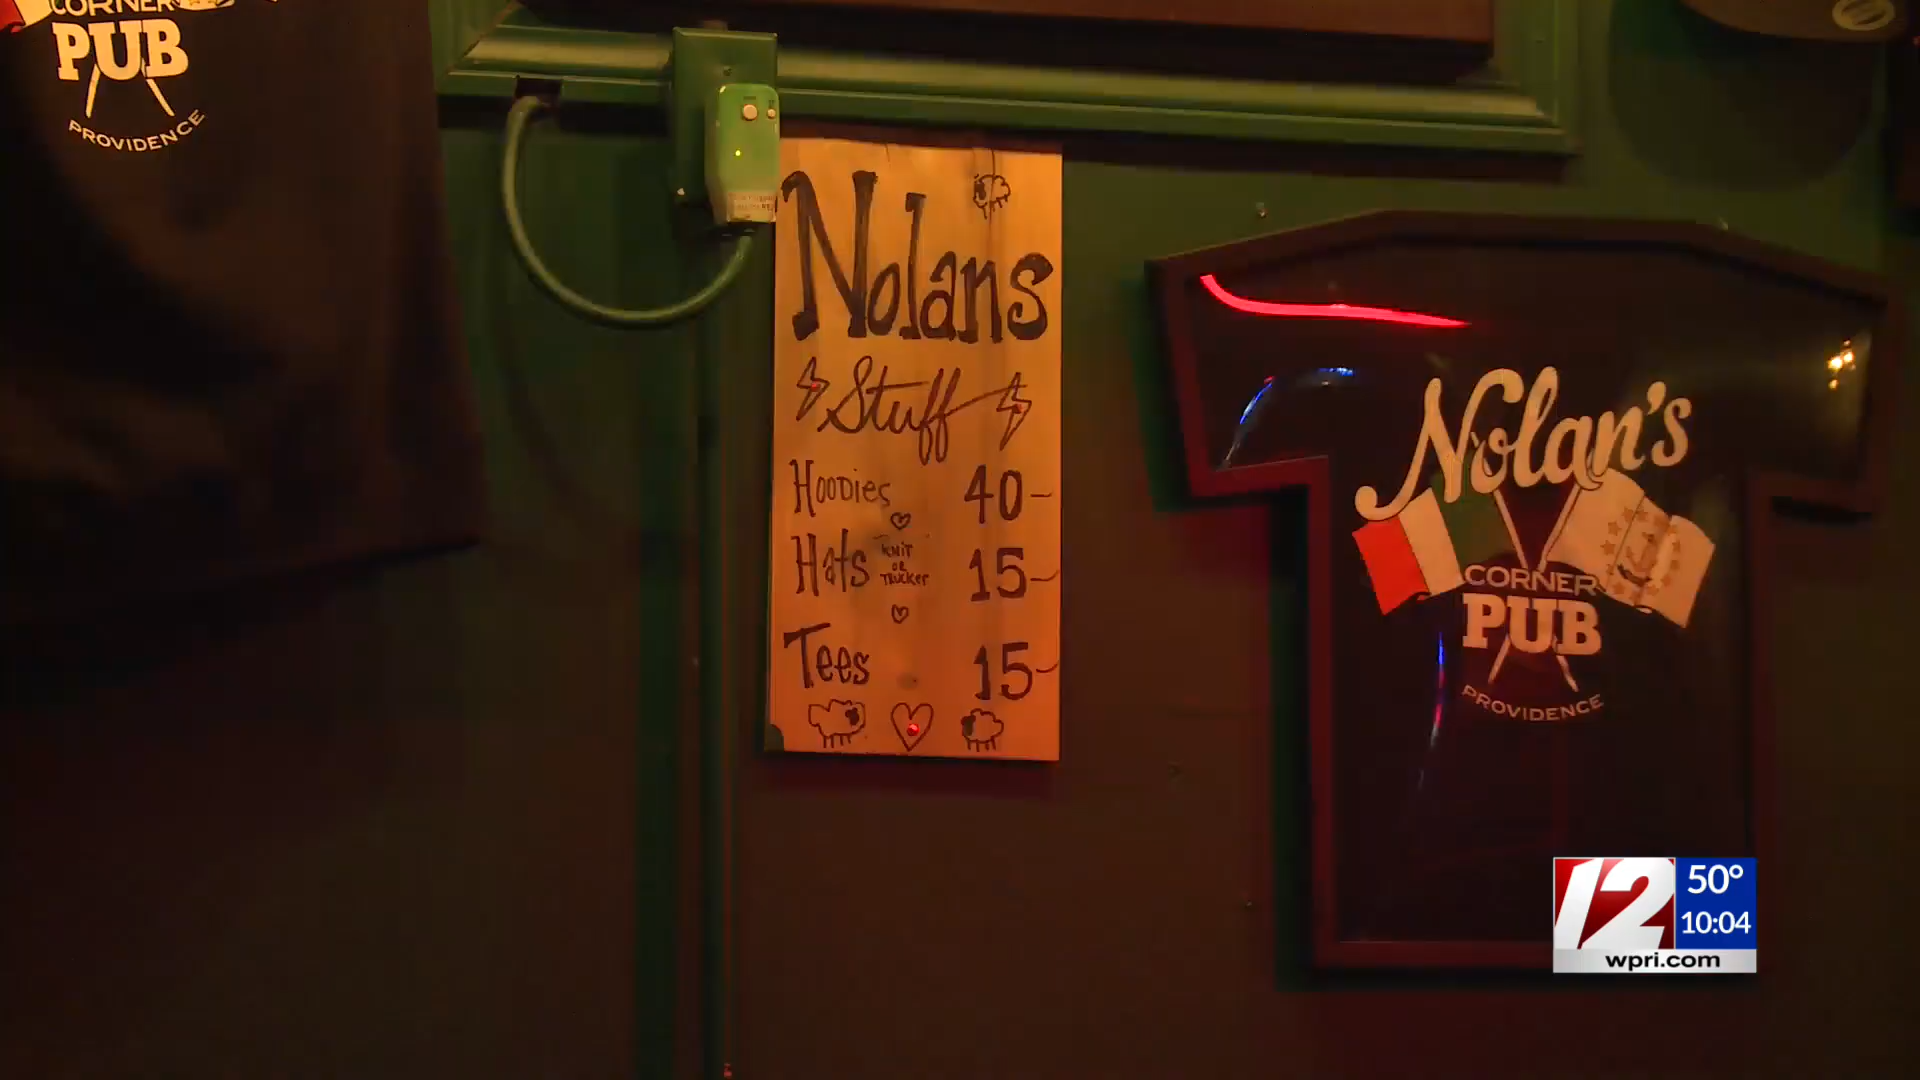 CORNER
PUB
PROVIDENCE
Nolans
Stuff
Hoodies 40-
Hats "KNIT OR TRUCKER" 15-
Tees 15-
Nolan's
CORNER
PUB
PROVIDENCE
12
50°
10:04
wpri.com